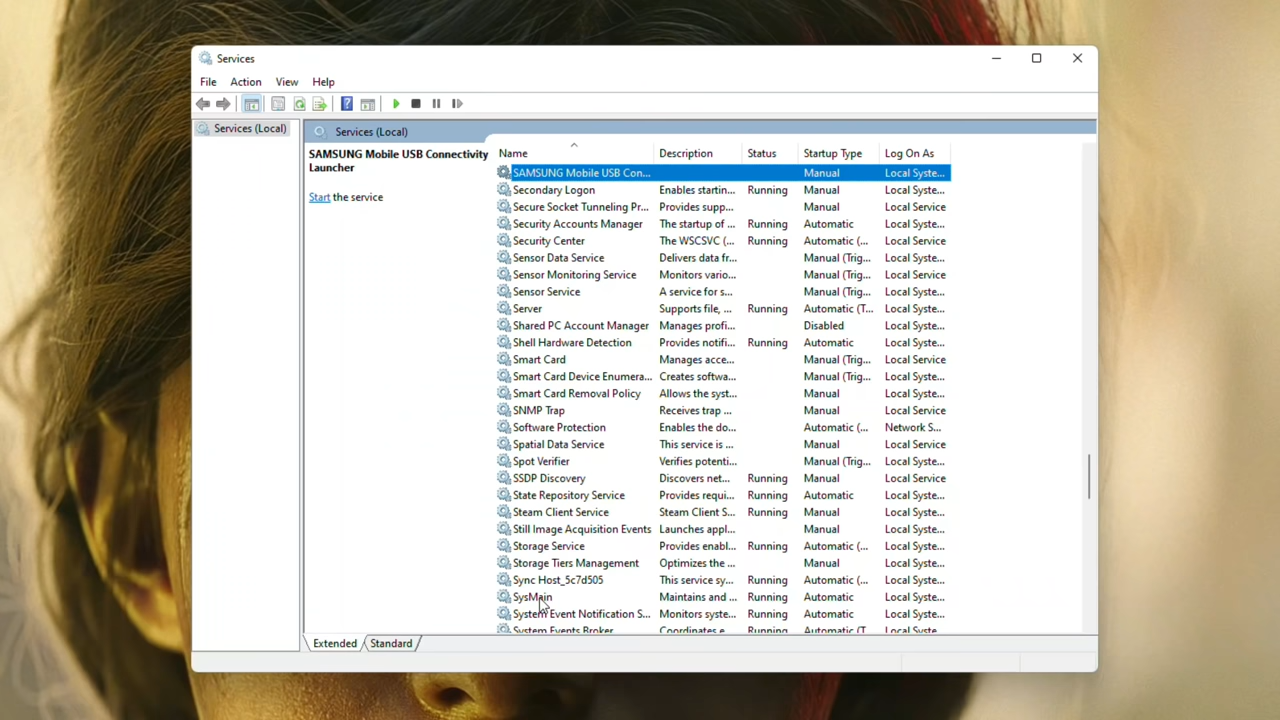 Services
File Action View Help
Services (Local)
Services (Local)
SAMSUNG Mobile USB Connectivity
Launcher
Start the service
Name Description Status Startup Type Log On As
SAMSUNG Mobile USB Con... Manual Local Syste...
Secondary Logon Enables startin... Running Manual Local Syste...
Secure Socket Tunneling Pr... Provides supp... Manual Local Service
Security Accounts Manager The startup of ... Running Automatic Local Syste...
Security Center The WSCSVC (... Running Automatic (... Local Service
Sensor Data Service Delivers data fr... Manual (Trig... Local Syste...
Sensor Monitoring Service Monitors vario... Manual (Trig... Local Service
Sensor Service A service for s... Manual (Trig... Local Syste...
Server Supports file, ... Running Automatic (T... Local Syste...
Shared PC Account Manager Manages profi... Disabled Local Syste...
Shell Hardware Detection Provides notifi... Running Automatic Local Syste...
Smart Card Manages acce... Manual (Trig... Local Service
Smart Card Device Enumera... Creates softwa... Manual (Trig... Local Syste...
Smart Card Removal Policy Allows the syst... Manual Local Syste...
SNMP Trap Receives trap ... Manual Local Service
Software Protection Enables the do... Automatic (... Network S...
Spatial Data Service This service is ... Manual Local Service
Spot Verifier Verifies potenti... Manual (Trig... Local Syste...
SSDP Discovery Discovers net... Running Manual Local Service
State Repository Service Provides requi... Running Automatic Local Syste...
Steam Client Service Steam Client S... Running Manual Local Syste...
Still Image Acquisition Events Launches appl... Manual Local Syste...
Storage Service Provides enabl... Running Automatic (... Local Syste...
Storage Tiers Management Optimizes the ... Manual Local Syste...
Sync Host_5c7d505 This service sy... Running Automatic (... Local Syste...
SysMain Maintains and ... Running Automatic Local Syste...
System Event Notification S... Monitors syste... Running Automatic Local Syste...
System Events Broker Coordinates e... Running Automatic (T... Local Syste...
Extended Standard